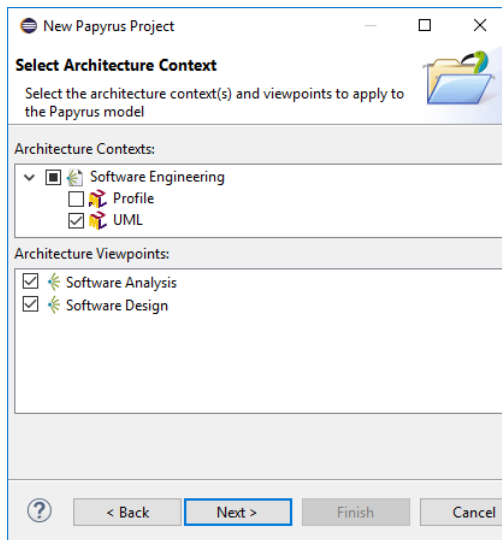 New Papyrus Project
Select Architecture Context
Select the architecture context(s) and viewpoints to apply to
the Papyrus model
Architecture Contexts:
Software Engineering
Profile
UML
Architecture Viewpoints:
Software Analysis
Software Design
? < Back Next > Finish Cancel